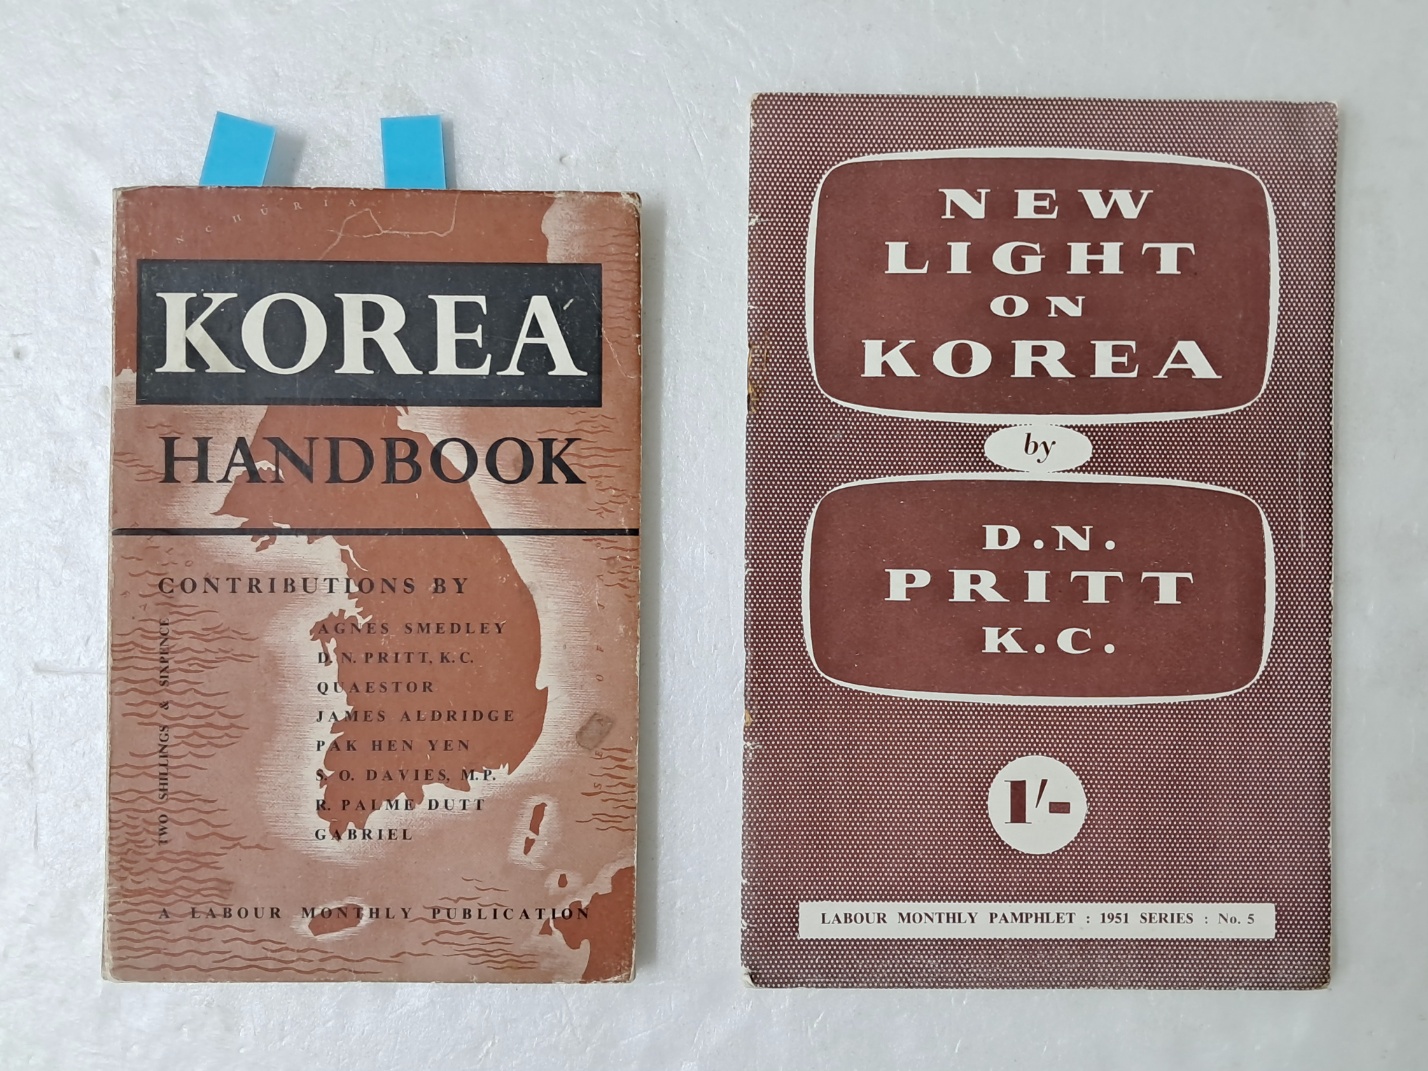 KOREA
HANDBOOK
CONTRIBUTIONS BY
AGNES SMEDLEY
D. N. PRITT, K.C.
QUAESTOR
JAMES ALDRIDGE
PAK HEN YEN
S. O. DAVIES, M.P.
R. PALME DUTT
GABRIEL
TWO SHILLINGS & SIXPENCE
A LABOUR MONTHLY PUBLICATION
NEW
LIGHT
ON
KOREA
by
D.N.
PRITT
K.C.
1/-
LABOUR MONTHLY PAMPHLET : 1951 SERIES : No. 5